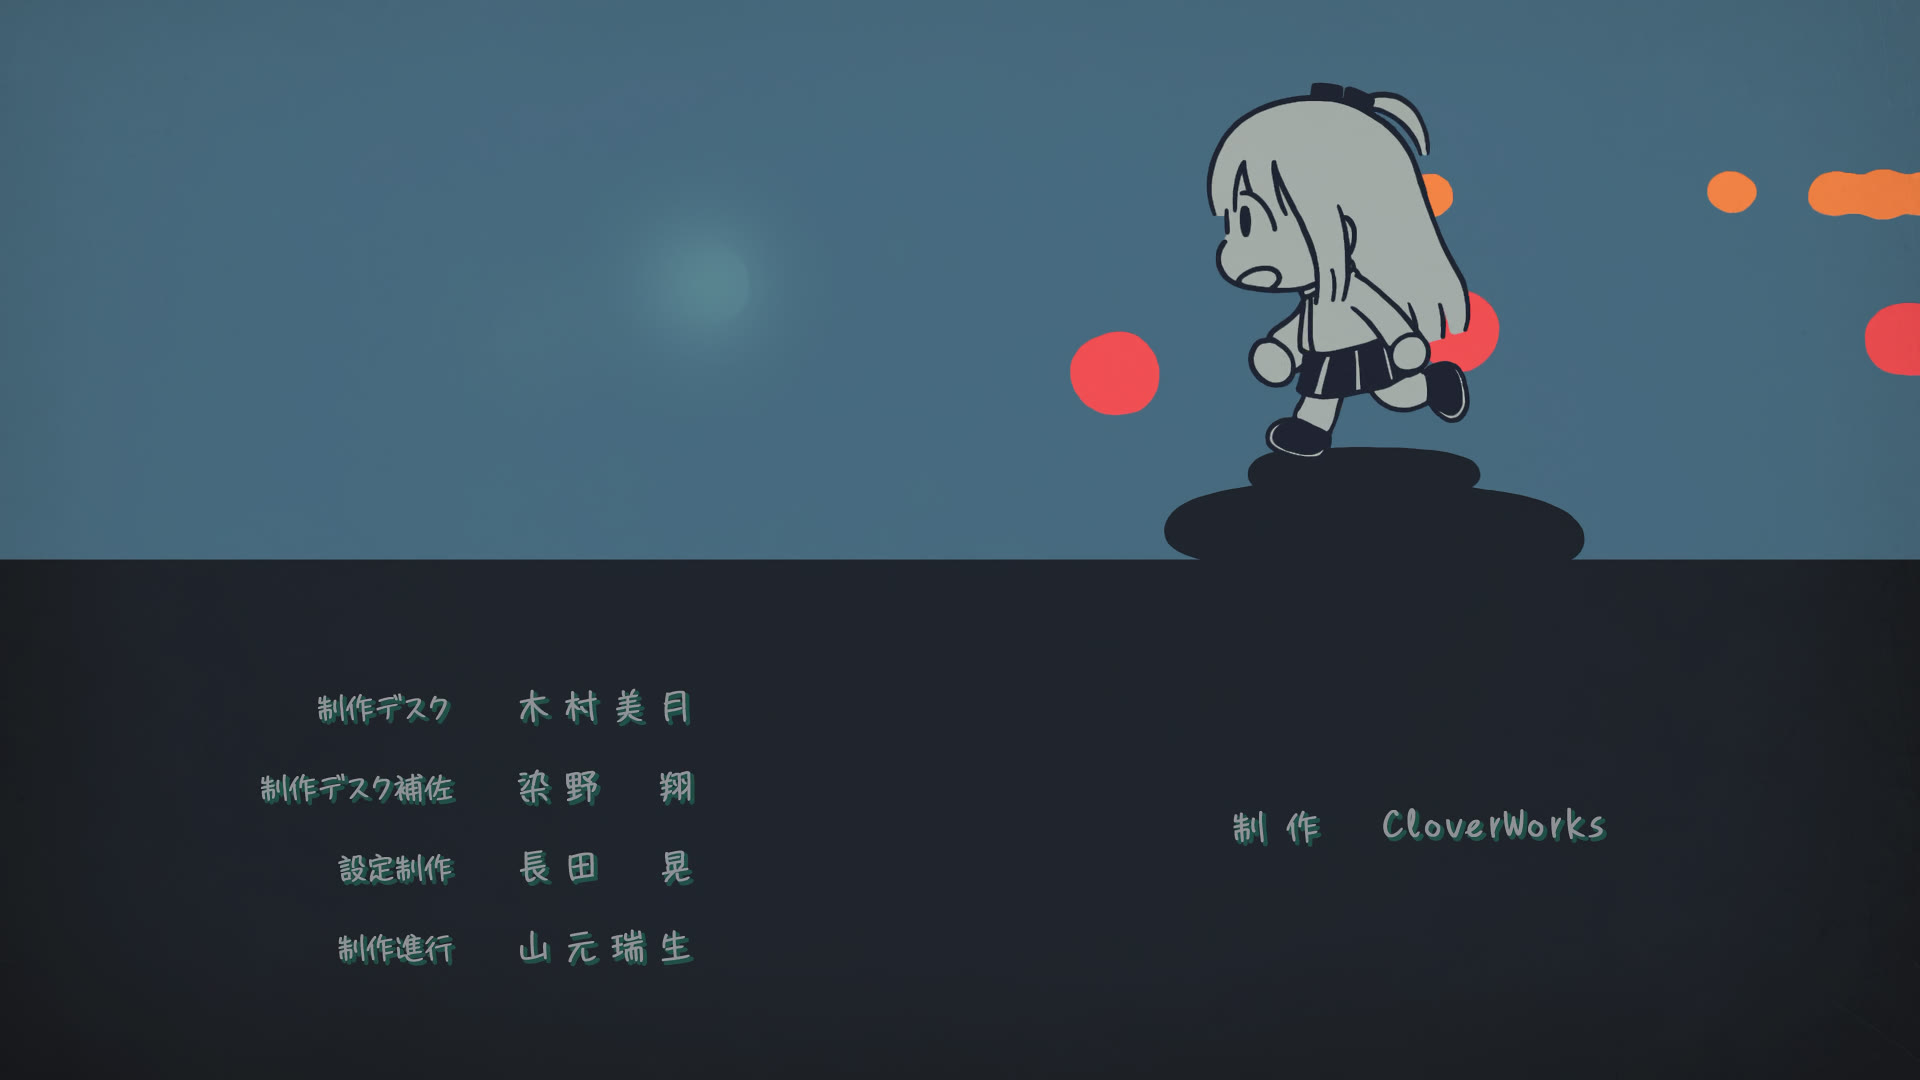 制作デスク 木村美月
制作デスク補佐 染野 翔
設定制作 長田 晃
制作進行 山元瑞生
制作 CloverWorks